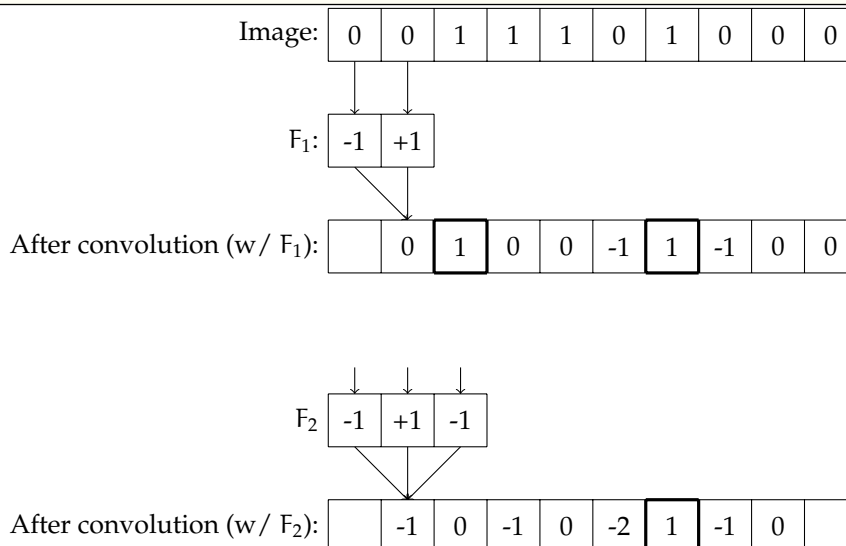 Image: 0 0 1 1 1 0 1 0 0 0
F1: -1 +1
After convolution (w/ F1): 0 1 0 0 -1 1 -1 0 0
F2 -1 +1 -1
After convolution (w/ F2): -1 0 -1 0 -2 1 -1 0